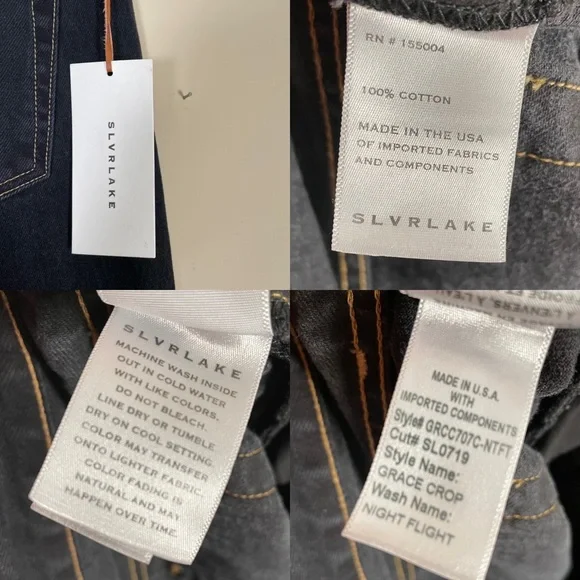 SLVRLAKE
RN # 155004
100% COTTON
MADE IN THE USA
OF IMPORTED FABRICS
AND COMPONENTS
SLVRLAKE
SLVRLAKE
MACHINE WASH INSIDE
OUT IN COLD WATER
WITH LIKE COLORS.
DO NOT BLEACH.
LINE DRY OR TUMBLE
DRY ON COOL SETTING.
COLOR MAY TRANSFER
ONTO LIGHTER FABRIC.
COLOR FADING IS
NATURAL AND MAY
HAPPEN OVER TIME.
L'ENVERS, À L'EAU
MADE IN U.S.A.
WITH
IMPORTED COMPONENTS
Style# GRCC707C-NTFT
Cut# SL0719
Style Name:
GRACE CROP
Wash Name:
NIGHT FLIGHT